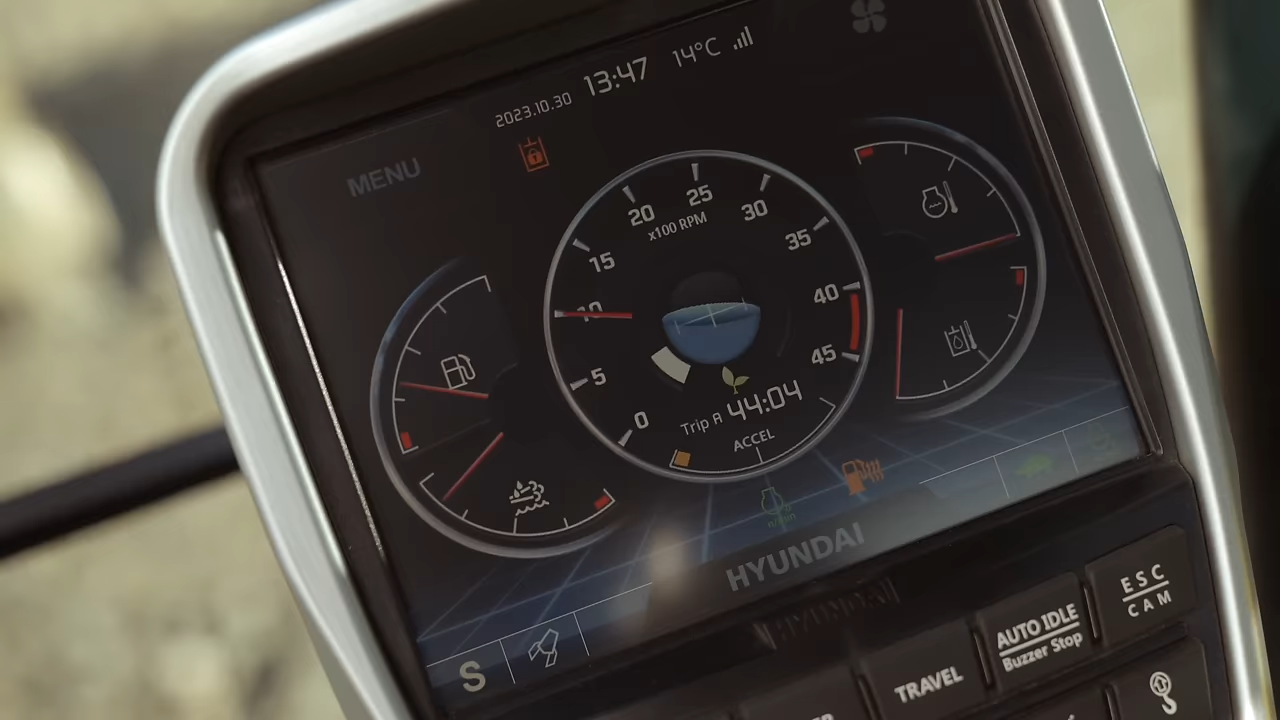 2023.10.30 13:47 14°C
MENU
0
5
10
15
20
25
30
35
40
45
x100 RPM
Trip A 44:04
ACCEL
HYUNDAI
S
TRAVEL
AUTO IDLE
Buzzer Stop
ESC
CAM